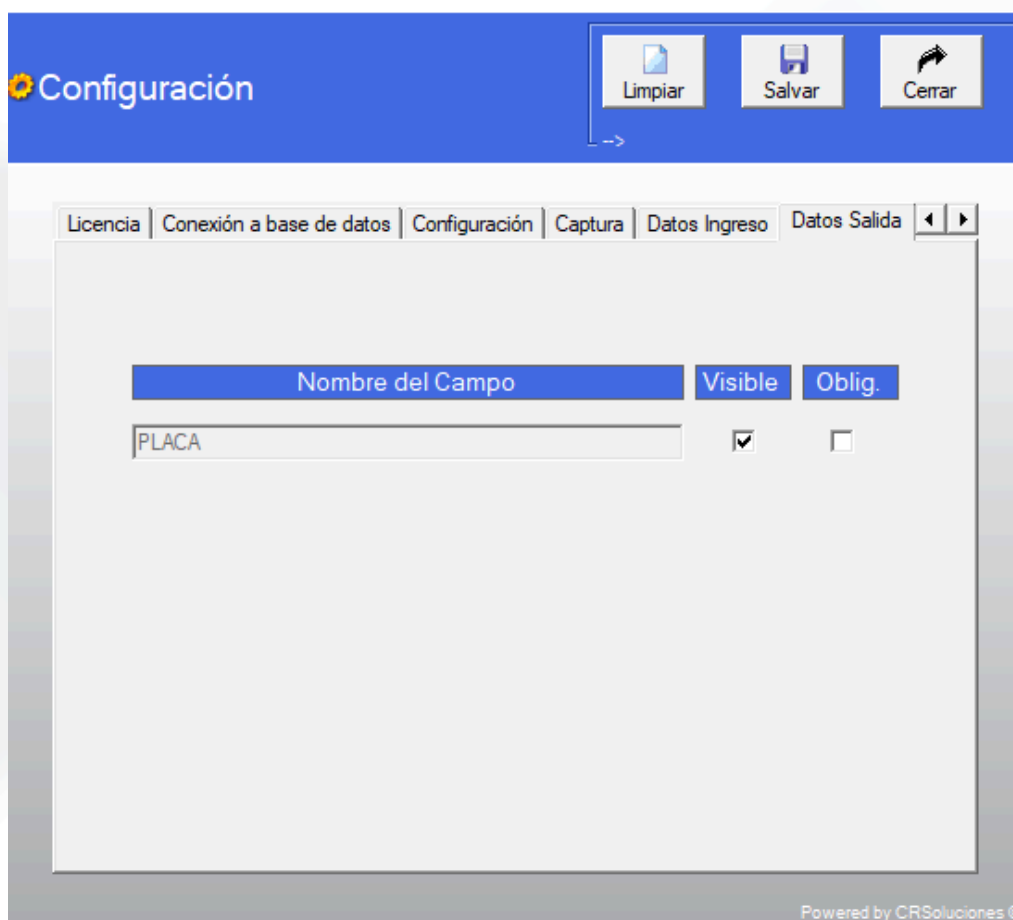 Configuración
Limpiar
Salvar
Cerrar
-->
Licencia
Conexión a base de datos
Configuración
Captura
Datos Ingreso
Datos Salida
Nombre del Campo
Visible
Oblig.
PLACA
Powered by CRSoluciones ©